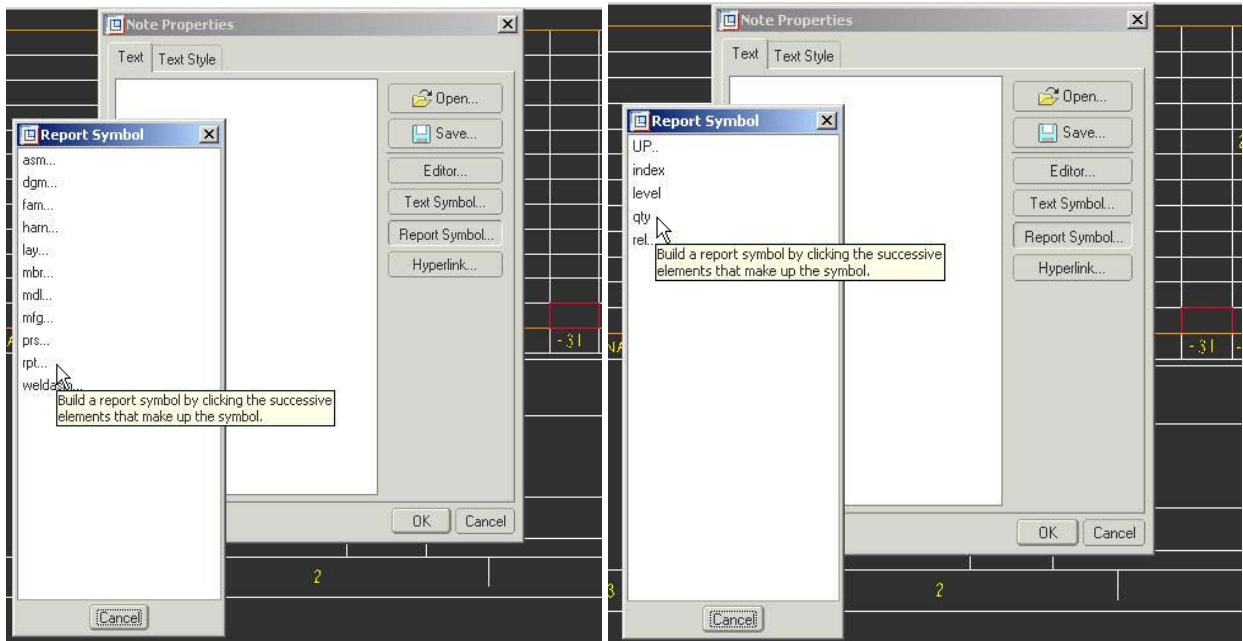 Note Properties
Text Text Style
Open...
Save...
Editor...
Text Symbol...
Report Symbol...
Hyperlink...
Report Symbol
asm...
dgm...
fam...
harn...
lay...
mbr...
mdl...
mfg...
prs...
rpt...
Build a report symbol by clicking the successive
elements that make up the symbol.
-31
OK Cancel
2
Cancel
Note Properties
Text Text Style
Open...
Save...
Editor...
Text Symbol...
Report Symbol...
Hyperlink...
Report Symbol
UP..
index
level
qty
rel...
Build a report symbol by clicking the successive
elements that make up the symbol.
-31
OK Cancel
2
Cancel